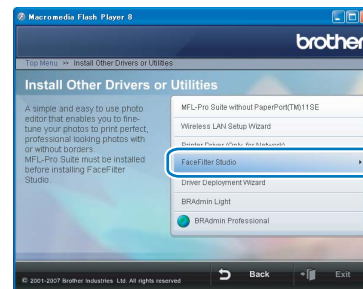 Macromedia Flash Player 8
brother
Top Menu >> Install Other Drivers or Utilities
Install Other Drivers or Utilities
A simple and easy to use photo
editor that enables you to fine-
tune your photos to print perfect,
professional looking photos with
or without borders.
MFL-Pro Suite must be installed
before installing FaceFilter
Studio.
MFL-Pro Suite without PaperPort(TM)11SE
Wireless LAN Setup Wizard
Printer Driver (Only for Network)
FaceFilter Studio
Driver Deployment Wizard
BRAdmin Light
BRAdmin Professional
© 2001-2007 Brother Industries Ltd. All rights reserved
Back
Exit